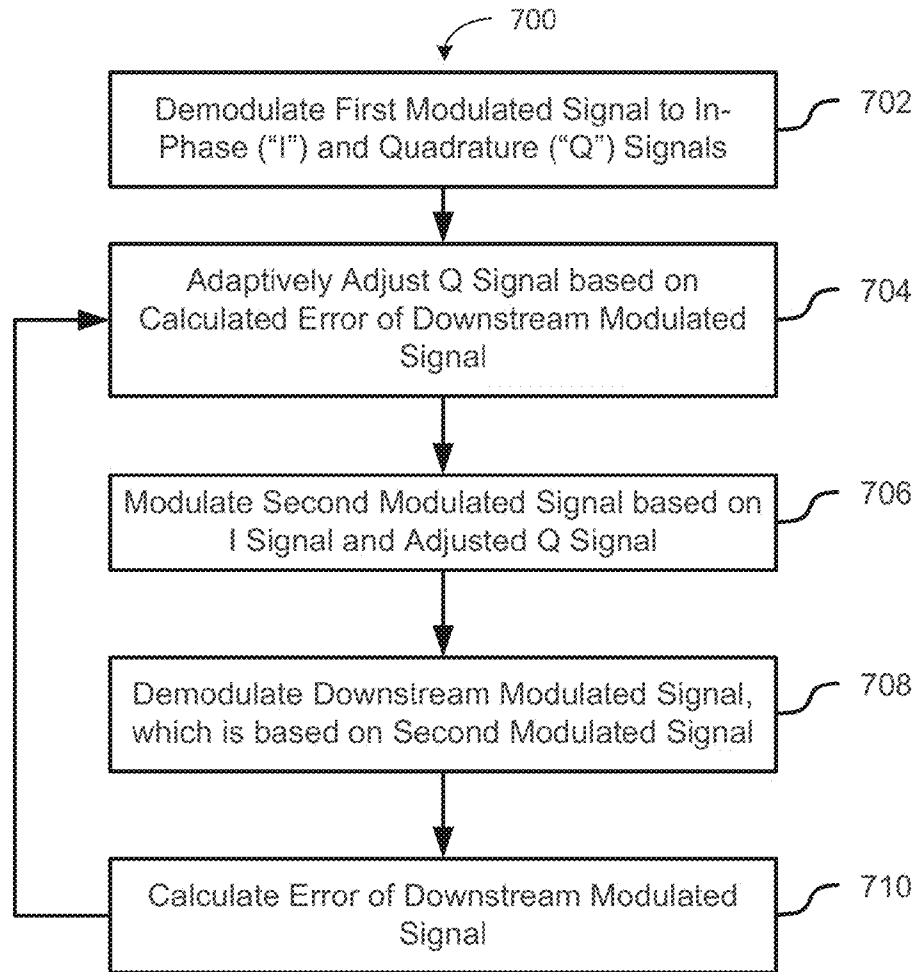 700
Demodulate First Modulated Signal to In-
Phase ("I") and Quadrature ("Q") Signals
702
Adaptively Adjust Q Signal based on
Calculated Error of Downstream Modulated
Signal
704
Modulate Second Modulated Signal based on
I Signal and Adjusted Q Signal
706
Demodulate Downstream Modulated Signal,
which is based on Second Modulated Signal
708
Calculate Error of Downstream Modulated
Signal
710